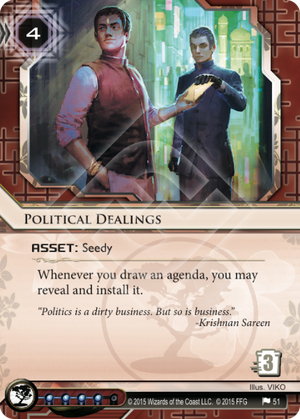 4
POLITICAL DEALINGS
ASSET: Seedy
Whenever you draw an agenda, you may
reveal and install it.
"Politics is a dirty business. But so is business."
-Krishnan Sareen
3
Illus. VIKO
© 2015 Wizards of the Coast LLC. © 2015 FFG 51